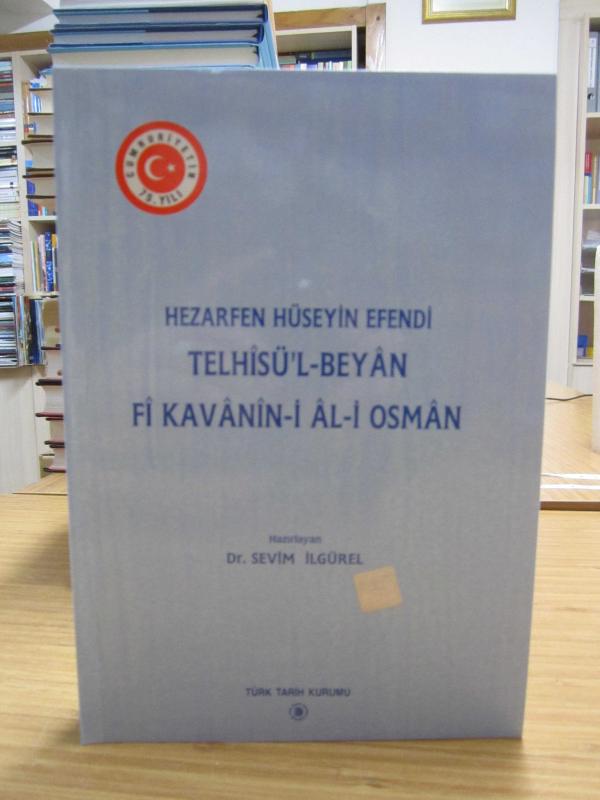 CUMHURİYETİN
75. YILI
HEZARFEN HÜSEYİN EFENDİ
TELHÎSÜ'L-BEYÂN
FÎ KAVÂNÎN-İ ÂL-İ OSMÂN
Hazırlayan
Dr. SEVİM İLGÜREL
TÜRK TARİH KURUMU